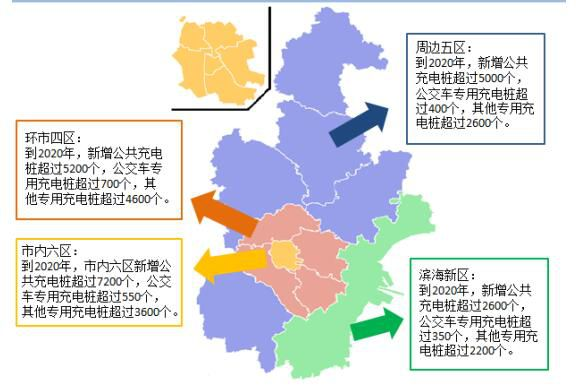 周边五区：
到2020年，新增公共
充电桩超过5000个，
公交车专用充电桩超
过400个，其他专用充
电桩超过2600个。
环市四区：
到2020年，新增公共充电
桩超过5200个，公交车专
用充电桩超过700个，其
他专用充电桩超过4600个。
市内六区：
到2020年，市内六区新增公
共充电桩超过7200个，公交
车专用充电桩超过550个，
其他专用充电桩超过3600个。
滨海新区：
到2020年，新增公共
充电桩超过2600个，
公交车专用充电桩超
过350个，其他专用充
电桩超过2200个。